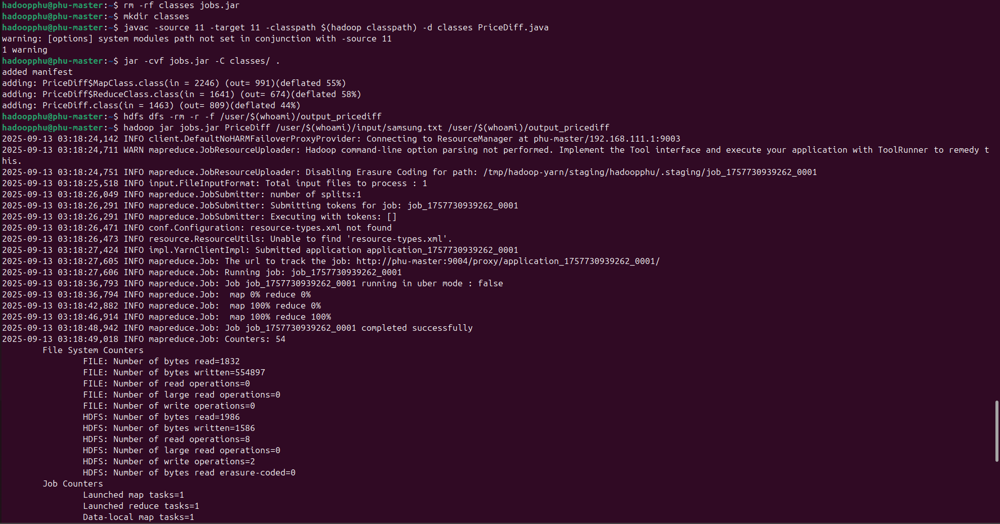 hadoopphu@phu-master:~$ rm -rf classes jobs.jar
hadoopphu@phu-master:~$ mkdir classes
hadoopphu@phu-master:~$ javac -source 11 -target 11 -classpath $(hadoop classpath) -d classes PriceDiff.java
warning: [options] system modules path not set in conjunction with -source 11
1 warning
hadoopphu@phu-master:~$ jar -cvf jobs.jar -C classes/ .
added manifest
adding: PriceDiff$MapClass.class(in = 2246) (out= 991)(deflated 55%)
adding: PriceDiff$ReduceClass.class(in = 1641) (out= 674)(deflated 58%)
adding: PriceDiff.class(in = 1463) (out= 809)(deflated 44%)
hadoopphu@phu-master:~$ hdfs dfs -rm -r -f /user/$(whoami)/output_pricediff
hadoopphu@phu-master:~$ hadoop jar jobs.jar PriceDiff /user/$(whoami)/input/samsung.txt /user/$(whoami)/output_pricediff
2025-09-13 03:18:24,142 INFO client.DefaultNoHARMFailoverProxyProvider: Connecting to ResourceManager at phu-master/192.168.111.1:9003
2025-09-13 03:18:24,711 WARN mapreduce.JobResourceUploader: Hadoop command-line option parsing not performed. Implement the Tool interface and execute your application with ToolRunner to remedy t
his.
2025-09-13 03:18:24,751 INFO mapreduce.JobResourceUploader: Disabling Erasure Coding for path: /tmp/hadoop-yarn/staging/hadoopphu/.staging/job_1757730939262_0001
2025-09-13 03:18:25,518 INFO input.FileInputFormat: Total input files to process : 1
2025-09-13 03:18:26,049 INFO mapreduce.JobSubmitter: number of splits:1
2025-09-13 03:18:26,291 INFO mapreduce.JobSubmitter: Submitting tokens for job: job_1757730939262_0001
2025-09-13 03:18:26,291 INFO mapreduce.JobSubmitter: Executing with tokens: []
2025-09-13 03:18:26,471 INFO conf.Configuration: resource-types.xml not found
2025-09-13 03:18:26,473 INFO resource.ResourceUtils: Unable to find 'resource-types.xml'.
2025-09-13 03:18:27,424 INFO impl.YarnClientImpl: Submitted application application_1757730939262_0001
2025-09-13 03:18:27,605 INFO mapreduce.Job: The url to track the job: http://phu-master:9004/proxy/application_1757730939262_0001/
2025-09-13 03:18:27,606 INFO mapreduce.Job: Running job: job_1757730939262_0001
2025-09-13 03:18:36,793 INFO mapreduce.Job: Job job_1757730939262_0001 running in uber mode : false
2025-09-13 03:18:36,794 INFO mapreduce.Job:  map 0% reduce 0%
2025-09-13 03:18:42,882 INFO mapreduce.Job:  map 100% reduce 0%
2025-09-13 03:18:46,914 INFO mapreduce.Job:  map 100% reduce 100%
2025-09-13 03:18:48,942 INFO mapreduce.Job: Job job_1757730939262_0001 completed successfully
2025-09-13 03:18:49,018 INFO mapreduce.Job: Counters: 54
File System Counters
FILE: Number of bytes read=1832
FILE: Number of bytes written=554897
FILE: Number of read operations=0
FILE: Number of large read operations=0
FILE: Number of write operations=0
HDFS: Number of bytes read=1986
HDFS: Number of bytes written=1586
HDFS: Number of read operations=8
HDFS: Number of large read operations=0
HDFS: Number of write operations=2
HDFS: Number of bytes read erasure-coded=0
Job Counters
Launched map tasks=1
Launched reduce tasks=1
Data-local map tasks=1